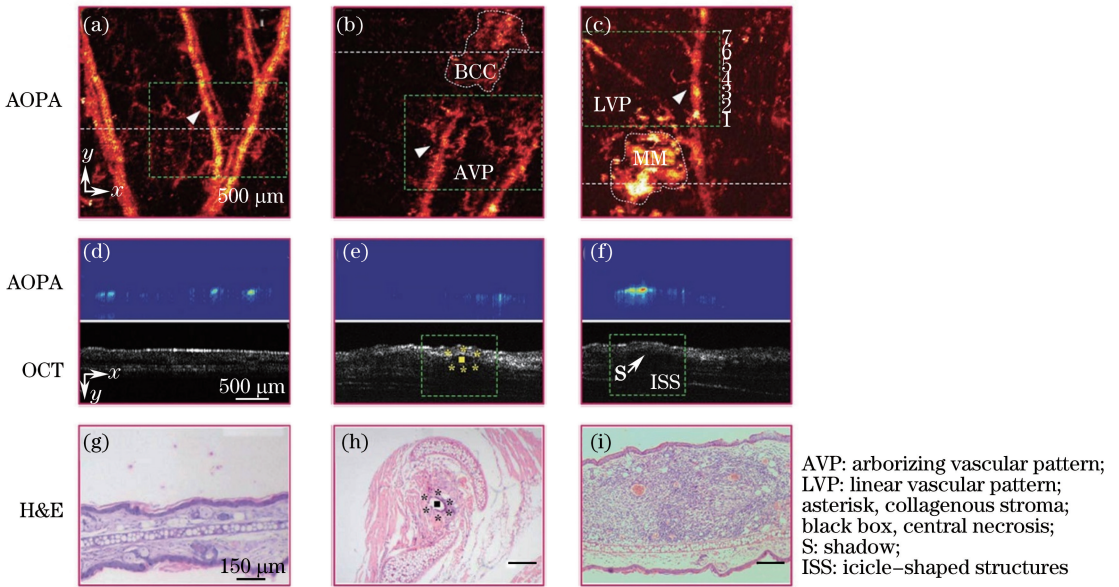 (a)
(b)
(c)
AOPA
BCC
AVP
LVP
MM
7
6
5
4
3
2
1
y
x
500 μm
(d)
(e)
(f)
AOPA
OCT
x
y
500 μm
S
ISS
(g)
(h)
(i)
H&E
150 μm
AVP: arborizing vascular pattern;
LVP: linear vascular pattern;
asterisk, collagenous stroma;
black box, central necrosis;
S: shadow;
ISS: icicle-shaped structures